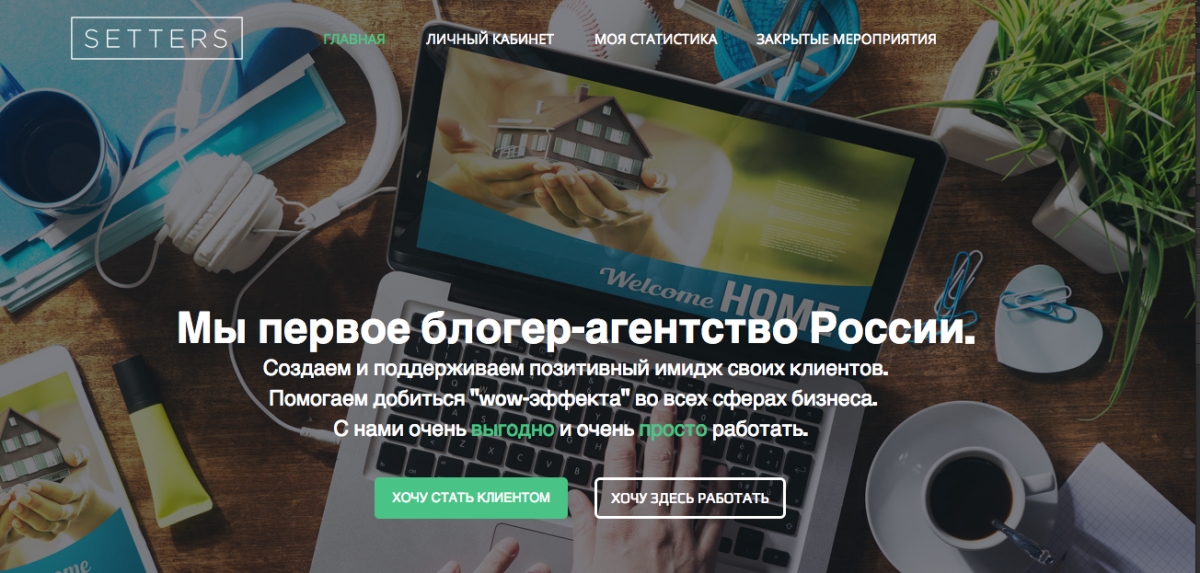 SETTERS
ГЛАВНАЯ
ЛИЧНЫЙ КАБИНЕТ
МОЯ СТАТИСТИКА
ЗАКРЫТЫЕ МЕРОПРИЯТИЯ
Welcome HOME
Мы первое блогер-агентство России.
Создаем и поддерживаем позитивный имидж своих клиентов.
Помогаем добиться "wow-эффекта" во всех сферах бизнеса.
С нами очень выгодно и очень просто работать.
ХОЧУ СТАТЬ КЛИЕНТОМ
ХОЧУ ЗДЕСЬ РАБОТАТЬ